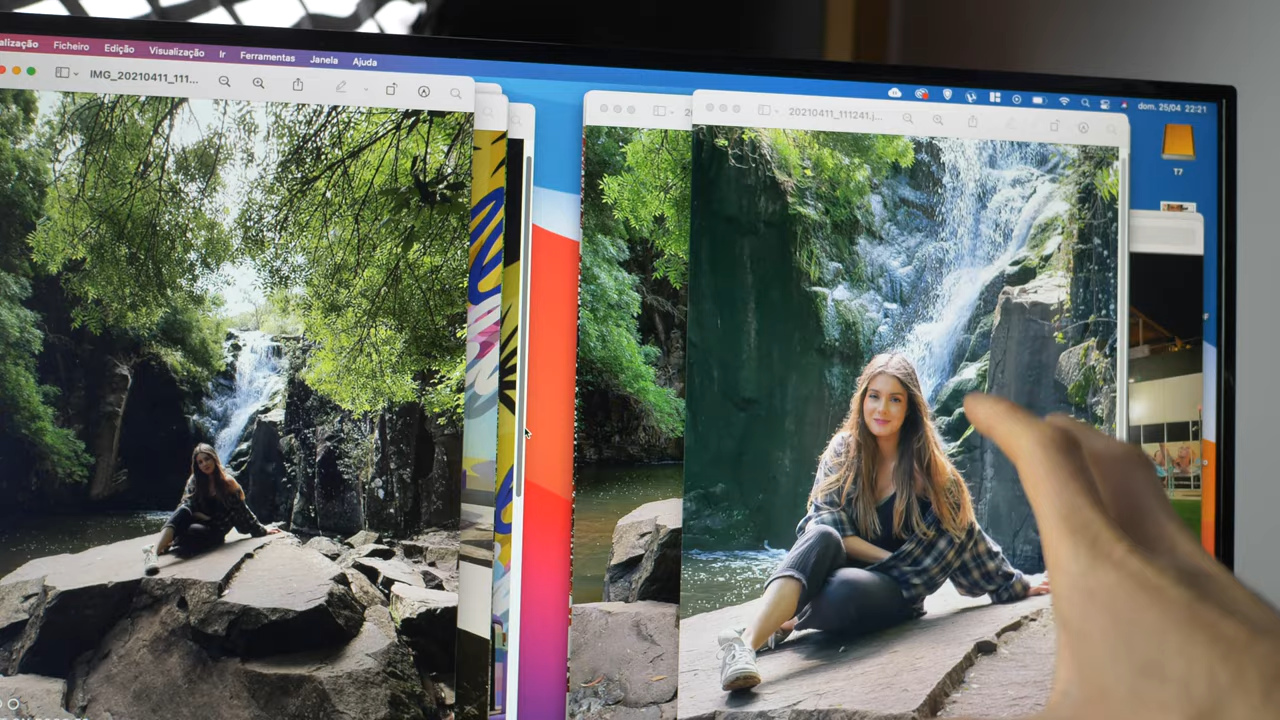 alização Ficheiro Edição Visualização Ir Ferramentas Janela Ajuda
dom. 25/04 22:21
IMG_20210411_111...
20210411_111241.j...
T7